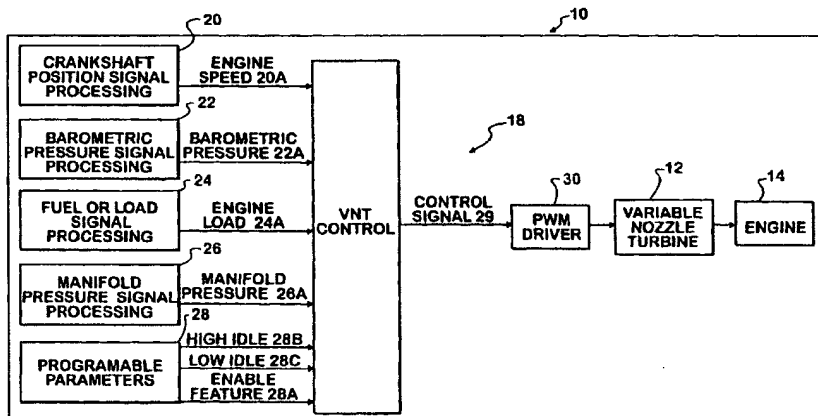 10
20
CRANKSHAFT
POSITION SIGNAL
PROCESSING
ENGINE
SPEED 20A
22
BAROMETRIC
PRESSURE SIGNAL
PROCESSING
BAROMETRIC
PRESSURE 22A
24
FUEL OR LOAD
SIGNAL
PROCESSING
ENGINE
LOAD 24A
26
MANIFOLD
PRESSURE SIGNAL
PROCESSING
MANIFOLD
PRESSURE 26A
28
PROGRAMABLE
PARAMETERS
HIGH IDLE 28B
LOW IDLE 28C
ENABLE
FEATURE 28A
VNT
CONTROL
18
CONTROL
SIGNAL 29
30
PWM
DRIVER
12
VARIABLE
NOZZLE
TURBINE
14
ENGINE